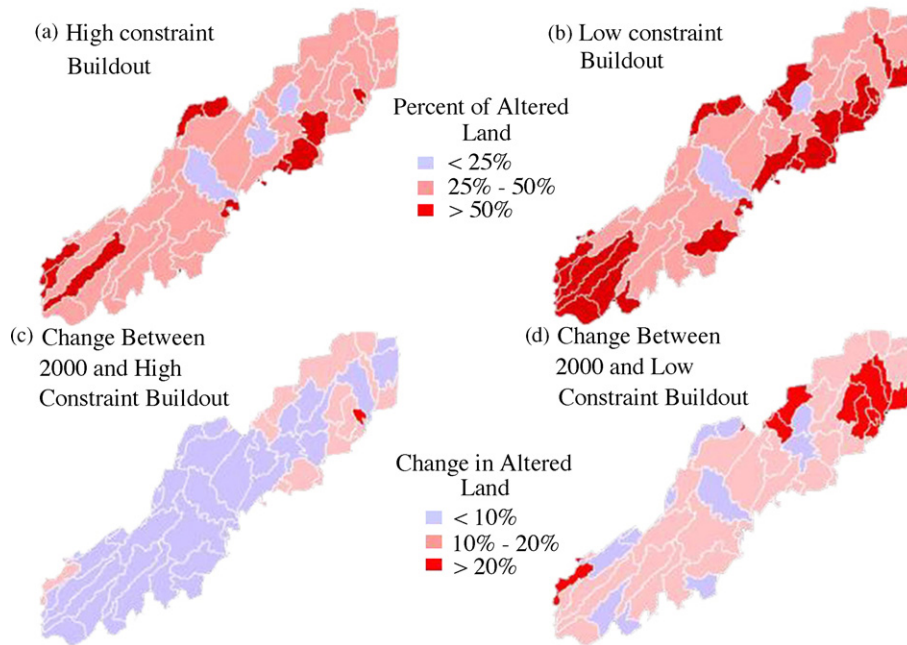 (a) High constraint
Buildout
(b) Low constraint
Buildout
Percent of Altered
Land
< 25%
25% - 50%
> 50%
(c) Change Between
2000 and High
Constraint Buildout
(d) Change Between
2000 and Low
Constraint Buildout
Change in Altered
Land
< 10%
10% - 20%
> 20%